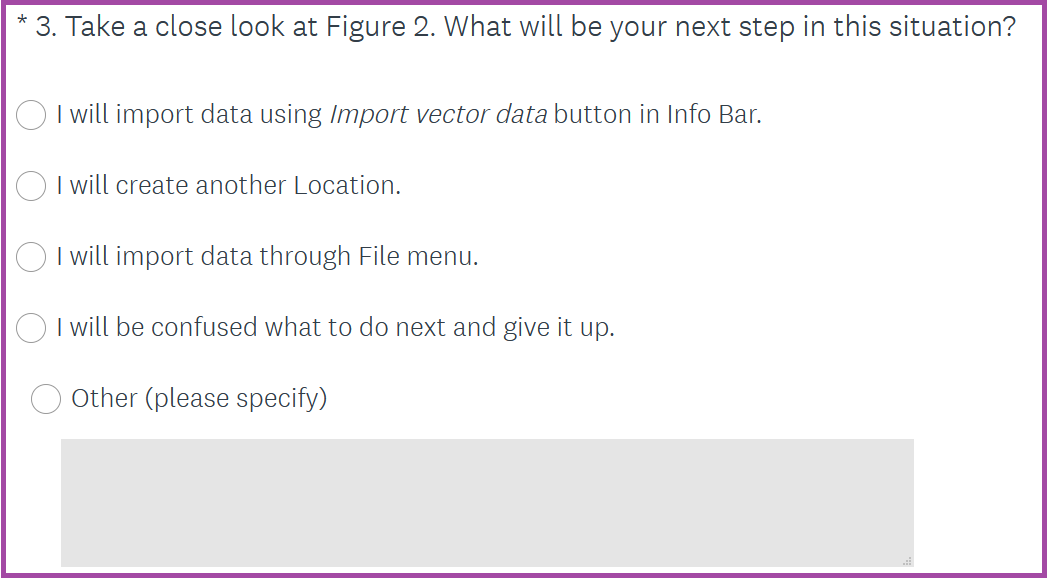 * 3. Take a close look at Figure 2. What will be your next step in this situation?
I will import data using Import vector data button in Info Bar.
I will create another Location.
I will import data through File menu.
I will be confused what to do next and give it up.
Other (please specify)